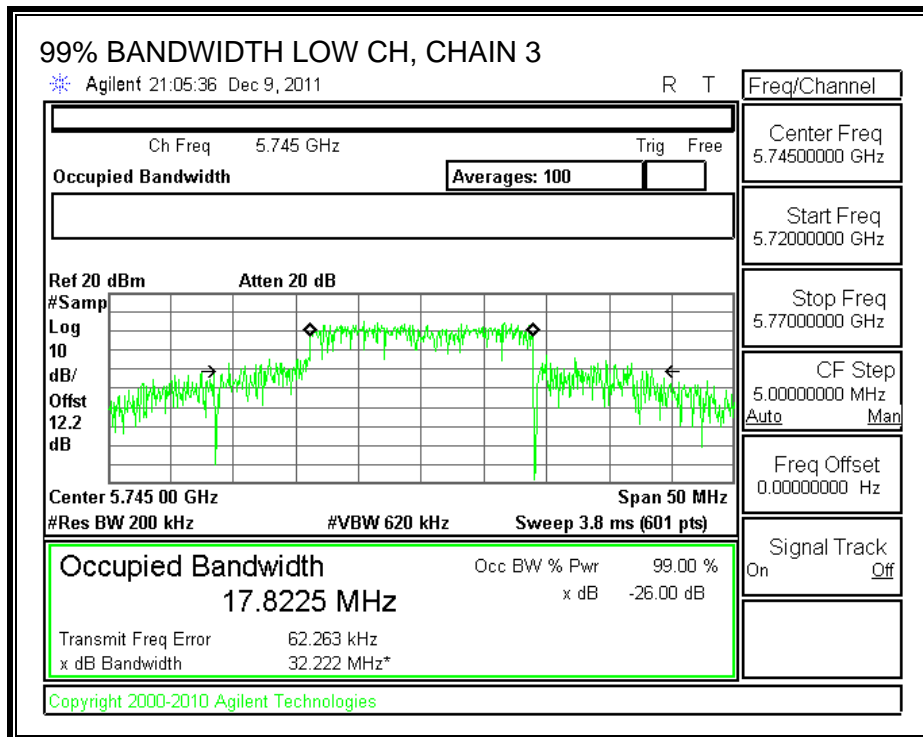 99% BANDWIDTH LOW CH, CHAIN 3
Agilent 21:05:36 Dec 9, 2011 R T
Freq/Channel
Ch Freq 5.745 GHz Trig Free
Occupied Bandwidth Averages: 100
Center Freq
5.74500000 GHz
Start Freq
5.72000000 GHz
Stop Freq
5.77000000 GHz
CF Step
5.00000000 MHz
Auto Man
Freq Offset
0.00000000 Hz
Signal Track
On Off
Ref 20 dBm Atten 20 dB
#Samp
Log
10
dB/
Offst
12.2
dB
Center 5.745 00 GHz Span 50 MHz
#Res BW 200 kHz #VBW 620 kHz Sweep 3.8 ms (601 pts)
Occupied Bandwidth Occ BW % Pwr 99.00 %
17.8225 MHz x dB -26.00 dB
Transmit Freq Error 62.263 kHz
x dB Bandwidth 32.222 MHz*
Copyright 2000-2010 Agilent Technologies